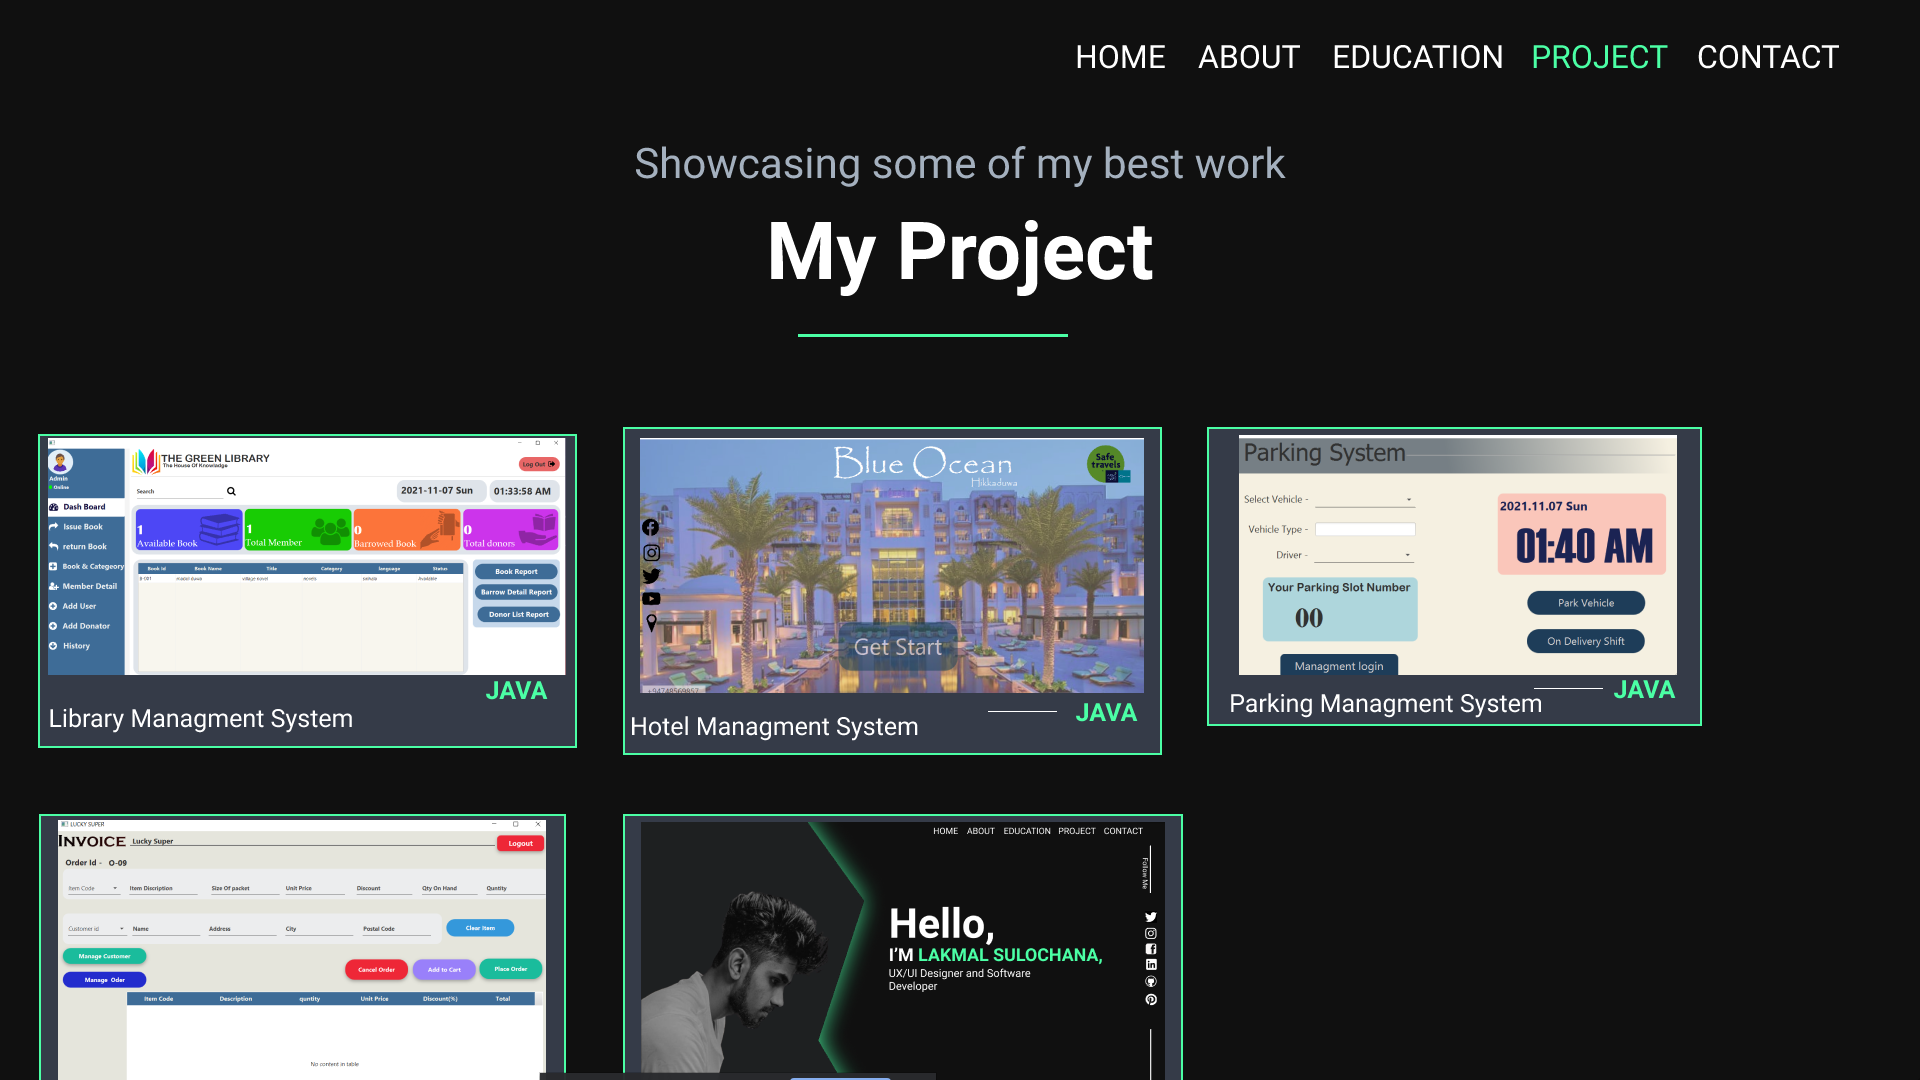 HOME ABOUT EDUCATION PROJECT CONTACT
Showcasing some of my best work
My Project
THE GREEN LIBRARY
The House Of Knowladge
Log Out
Admin
Online
Search
2021-11-07 Sun
01:33:58 AM
Dash Board
Issue Book
return Book
Book & Category
Member Detail
Add User
Add Donator
History
1
Available Book
1
Total Member
0
Barrowed Book
0
Total donors
Book Id Book Name Title Category language Status
Book Report
Barrow Detail Report
Donor List Report
JAVA
Library Managment System
Blue Ocean
Hikkaduwa
Safe
travels
Get Start
+94748569857
JAVA
Hotel Managment System
Parking System
Select Vehicle -
Vehicle Type -
Driver -
2021.11.07 Sun
01:40 AM
Your Parking Slot Number
00
Park Vehicle
On Delivery Shift
Managment login
JAVA
Parking Managment System
LUCKY SUPER
INVOICE Lucky Super
Logout
Order Id - O-09
Item Code Item Discription Size Of packet Unit Price Discount Qty On Hand Quntity
Customer id Name Address City Postal Code
Clear Item
Manage Customer
Manage Oder
Cancel Order
Add to Cart
Place Order
Item Code Description quntity Unit Price Discount(%) Total
No content in table
HOME ABOUT EDUCATION PROJECT CONTACT
Follow Me
Hello,
I'M LAKMAL SULOCHANA,
UX/UI Designer and Software
Developer